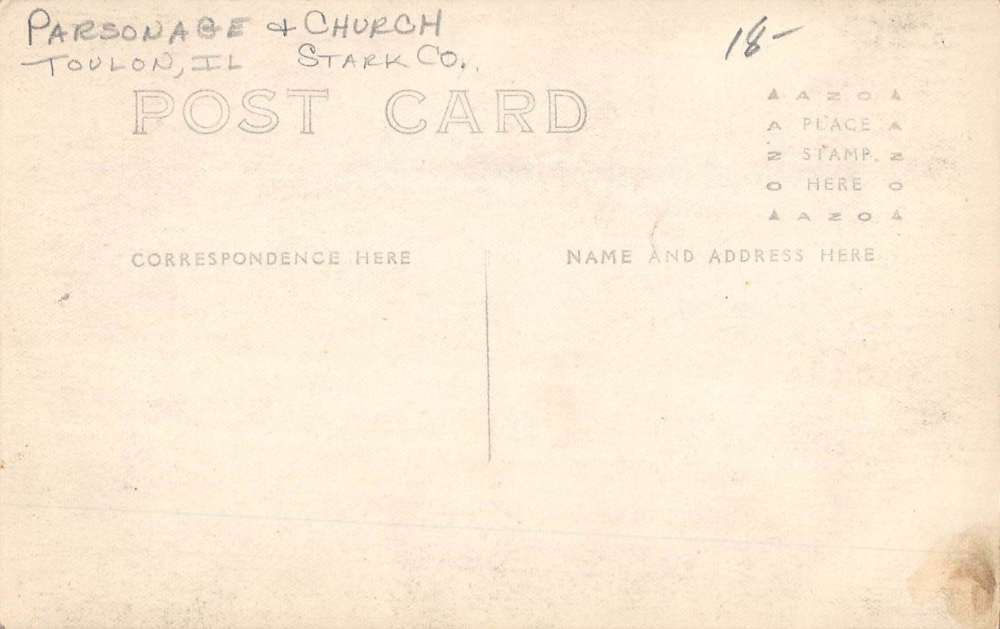 PARSONAGE & CHURCH
TOULON, IL STARK CO.
18-
POST CARD
▲ AZO ▲
A PLACE A
Z STAMP Z
O HERE O
▲ AZO ▲
CORRESPONDENCE HERE
NAME AND ADDRESS HERE